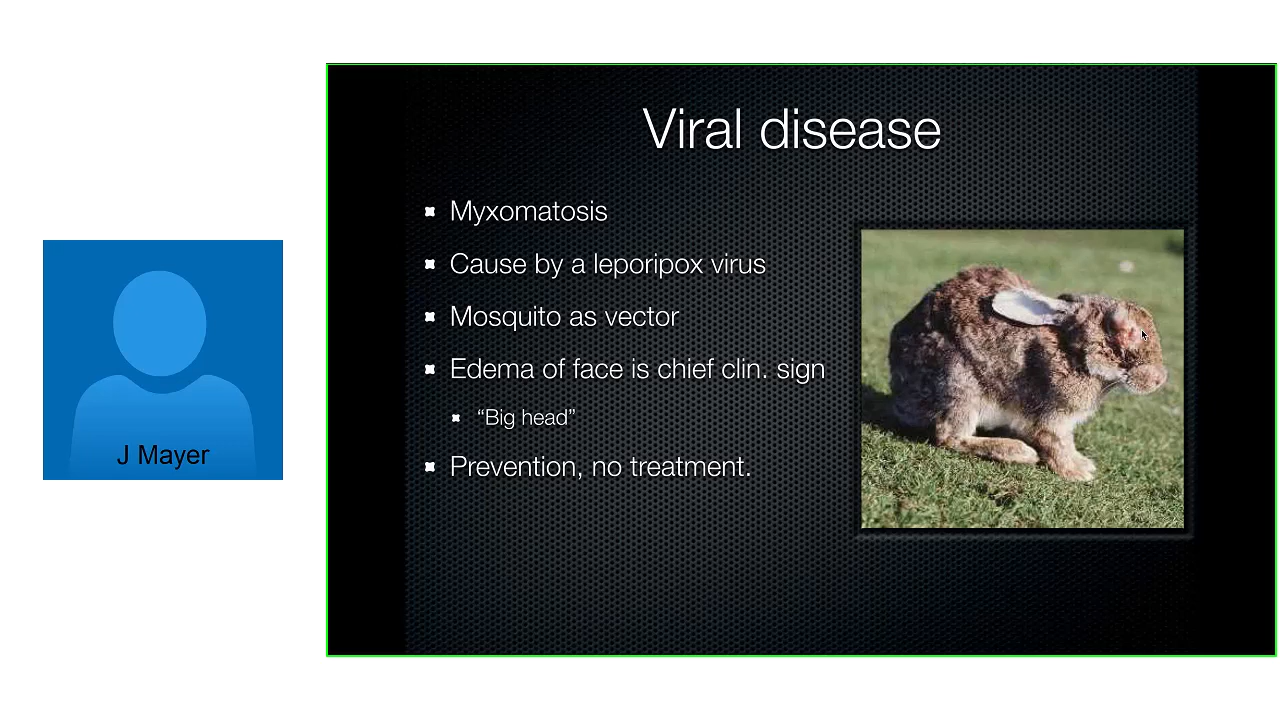 Viral disease
Myxomatosis
Cause by a leporipox virus
Mosquito as vector
Edema of face is chief clin. sign
“Big head”
Prevention, no treatment.
J Mayer